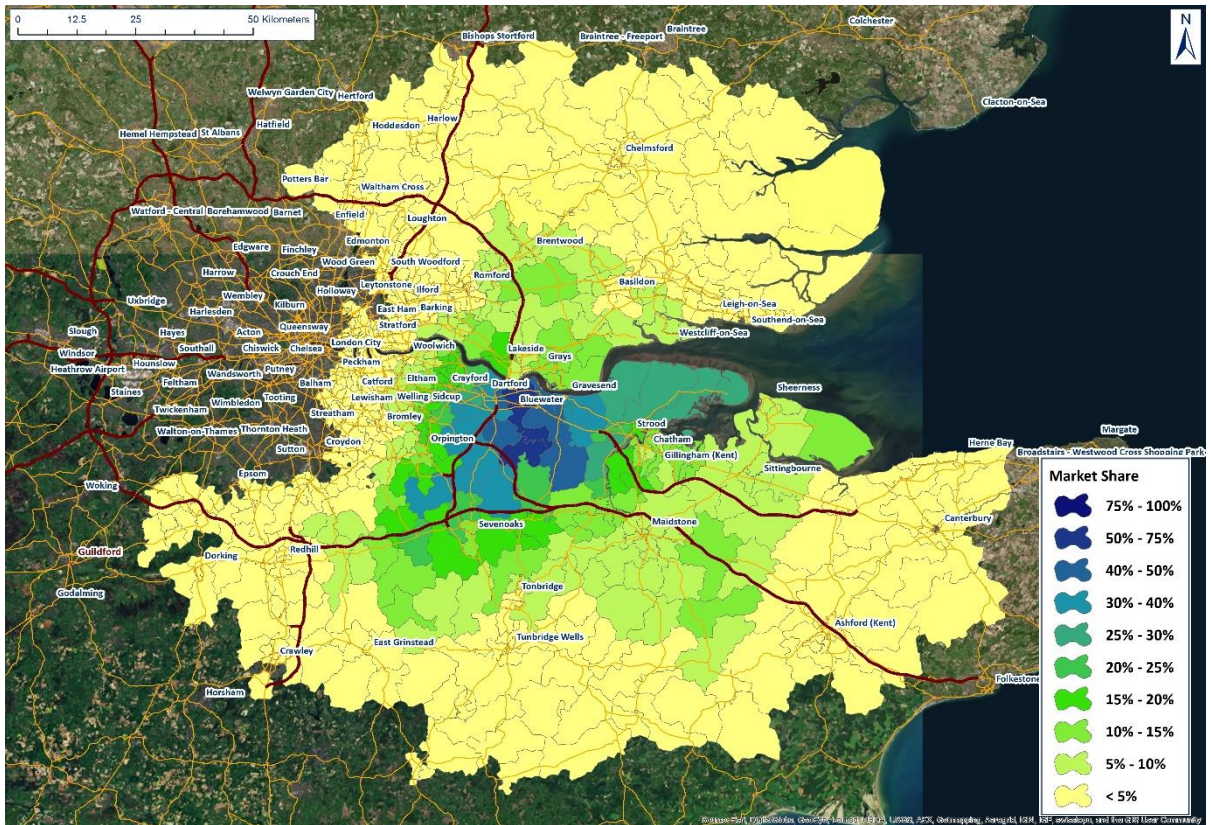 0 12.5 25 50 Kilometers
N
Colchester
Braintree
Bishops Stortford
Braintree - Freeport
Welwyn Garden City
Hertford
Clacton-on-Sea
Harlow
Hoddesdon
Hemel Hempstead
St Albans
Hatfield
Chelmsford
Potters Bar
Waltham Cross
Watford - Central
Borehamwood
Barnet
Enfield
Loughton
Edmonton
Brentwood
Edgware
Finchley
Wood Green
South Woodford
Harrow
Crouch End
Romford
Leytonstone
Ilford
Basildon
Uxbridge
Wembley
Holloway
Kilburn
East Ham
Barking
Leigh-on-Sea
Harlesden
Southend-on-Sea
Slough
Hayes
Acton
Queensway
Stratford
Westcliff-on-Sea
Windsor
Southall
Chiswick
Chelsea
London City
Woolwich
Lakeside
Hounslow
Grays
Heathrow Airport
Wandsworth
Putney
Peckham
Feltham
Balham
Catford
Eltham
Crayford
Dartford
Gravesend
Sheerness
Staines
Wimbledon
Tooting
Lewisham
Welling
Sidcup
Bluewater
Twickenham
Streatham
Bromley
Strood
Walton-on-Thames
Thornton Heath
Croydon
Orpington
Chatham
Margate
Sutton
Gillingham (Kent)
Herne Bay
Broadstairs - Westwood Cross Shopping Park
Epsom
Sittingbourne
Woking
Canterbury
Sevenoaks
Maidstone
Guildford
Dorking
Redhill
Godalming
Tonbridge
Ashford (Kent)
East Grinstead
Tunbridge Wells
Crawley
Folkestone
Horsham
Market Share
75% - 100%
50% - 75%
40% - 50%
30% - 40%
25% - 30%
20% - 25%
15% - 20%
10% - 15%
5% - 10%
< 5%
and the GIS User Community